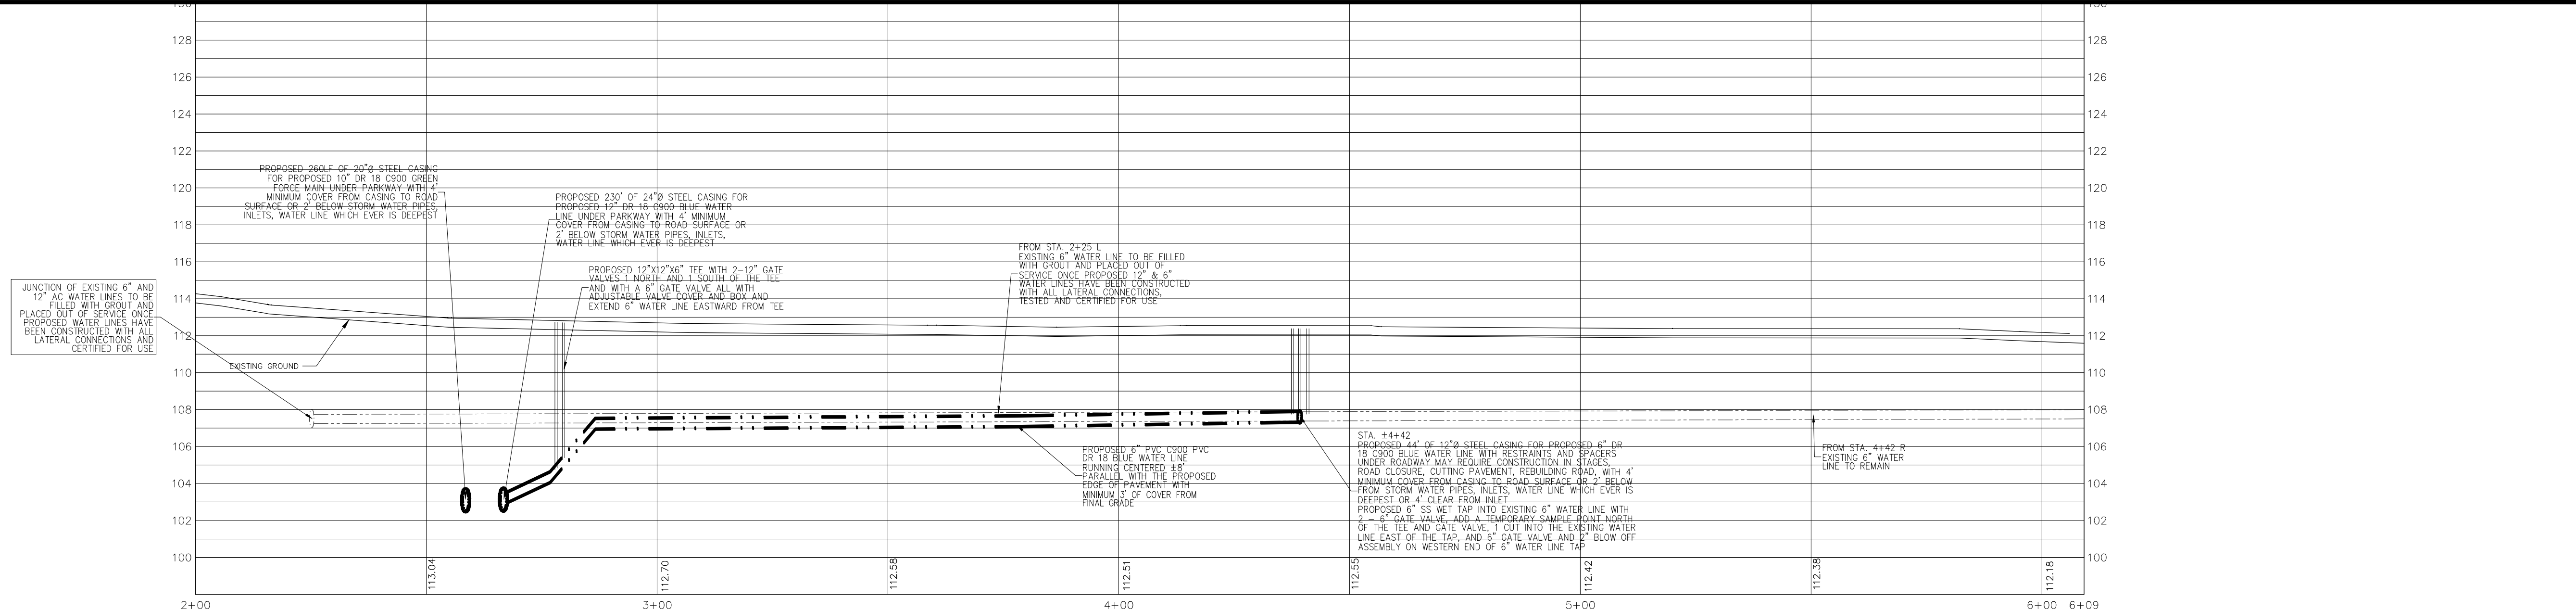 130
128
126
124
122
120
118
116
114
112
110
108
106
104
102
100
PROPOSED 260LF OF 20"Ø STEEL CASING
FOR PROPOSED 10" DR 18 C900 GREEN
FORCE MAIN UNDER PARKWAY WITH 4'
MINIMUM COVER FROM CASING TO ROAD
SURFACE OR 2' BELOW STORM WATER PIPES,
INLETS, WATER LINE WHICH EVER IS DEEPEST
PROPOSED 230' OF 24"Ø STEEL CASING FOR
PROPOSED 12" DR 18 C900 BLUE WATER
LINE UNDER PARKWAY WITH 4' MINIMUM
COVER FROM CASING TO ROAD SURFACE OR
2' BELOW STORM WATER PIPES, INLETS,
WATER LINE WHICH EVER IS DEEPEST
PROPOSED 12"X12"X6" TEE WITH 2-12" GATE
VALVES 1 NORTH AND 1 SOUTH OF THE TEE
AND WITH A 6" GATE VALVE ALL WITH
ADJUSTABLE VALVE COVER AND BOX AND
EXTEND 6" WATER LINE EASTWARD FROM TEE
FROM STA. 2+25 L
EXISTING 6" WATER LINE TO BE FILLED
WITH GROUT AND PLACED OUT OF
SERVICE ONCE PROPOSED 12" & 6"
WATER LINES HAVE BEEN CONSTRUCTED
WITH ALL LATERAL CONNECTIONS,
TESTED AND CERTIFIED FOR USE
JUNCTION OF EXISTING 6" AND
12" AC WATER LINES TO BE
FILLED WITH GROUT AND
PLACED OUT OF SERVICE ONCE
PROPOSED WATER LINES HAVE
BEEN CONSTRUCTED WITH ALL
LATERAL CONNECTIONS AND
CERTIFIED FOR USE
EXISTING GROUND
PROPOSED 6" PVC C900 PVC
DR 18 BLUE WATER LINE
RUNNING CENTERED ±8'
PARALLEL WITH THE PROPOSED
EDGE OF PAVEMENT WITH
MINIMUM 3' OF COVER FROM
FINAL GRADE
STA. ±4+42
PROPOSED 44' OF 12"Ø STEEL CASING FOR PROPOSED 6" DR
18 C900 BLUE WATER LINE WITH RESTRAINTS AND SPACERS
UNDER ROADWAY MAY REQUIRE CONSTRUCTION IN STAGES,
ROAD CLOSURE, CUTTING PAVEMENT, REBUILDING ROAD, WITH 4'
MINIMUM COVER FROM CASING TO ROAD SURFACE OR 2' BELOW
FROM STORM WATER PIPES, INLETS, WATER LINE WHICH EVER IS
DEEPEST OR 4' CLEAR FROM INLET
PROPOSED 6" SS WET TAP INTO EXISTING 6" WATER LINE WITH
2 - 6" GATE VALVE, ADD A TEMPORARY SAMPLE POINT NORTH
OF THE TEE AND GATE VALVE, 1 CUT INTO THE EXISTING WATER
LINE EAST OF THE TAP, AND 6" GATE VALVE AND 2" BLOW OFF
ASSEMBLY ON WESTERN END OF 6" WATER LINE TAP
FROM STA. 4+42 R
EXISTING 6" WATER
LINE TO REMAIN
130
128
126
124
122
120
118
116
114
112
110
108
106
104
102
100
113.04
112.70
112.58
112.51
112.55
112.42
112.38
112.18
2+00
3+00
4+00
5+00
6+00
6+09